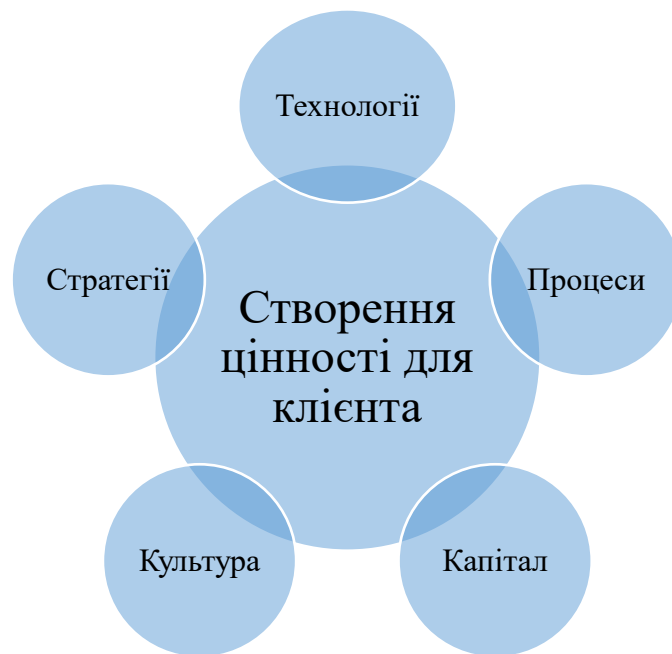 Технології
Стратегії
Процеси
Створення
цінності для
клієнта
Культура
Капітал